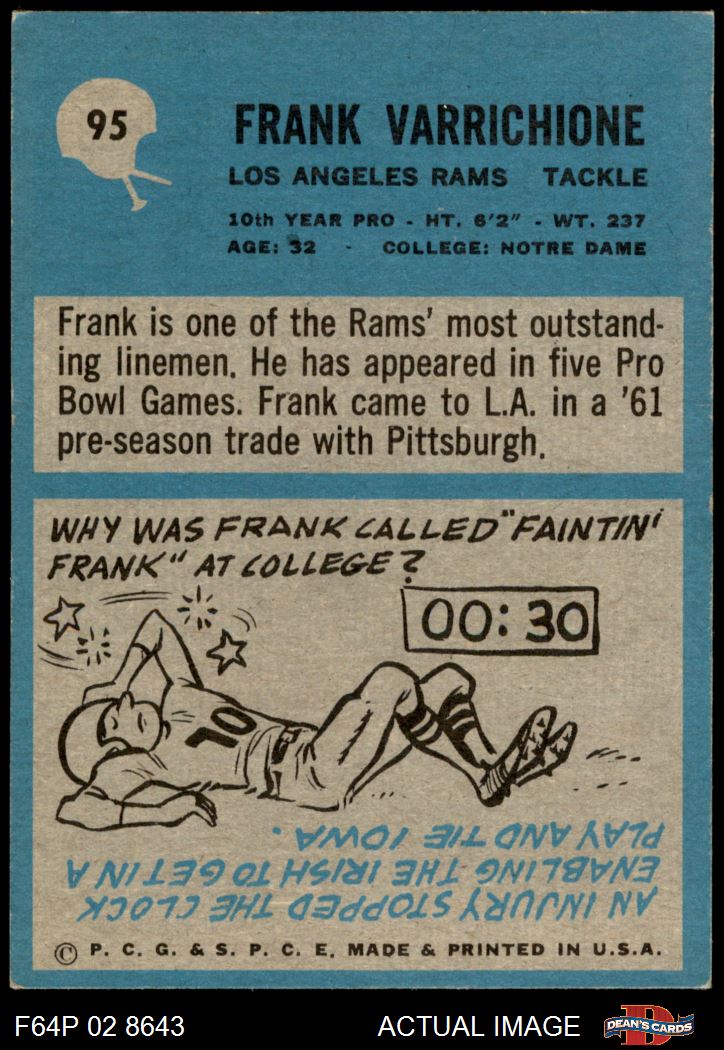 95
FRANK VARRICHIONE
LOS ANGELES RAMS TACKLE
10th YEAR PRO - HT. 6'2" - WT. 237
AGE: 32 - COLLEGE: NOTRE DAME
Frank is one of the Rams' most outstand-
ing linemen. He has appeared in five Pro
Bowl Games. Frank came to L.A. in a '61
pre-season trade with Pittsburgh.
WHY WAS FRANK CALLED "FAINTIN'
FRANK" AT COLLEGE?
00:30
70
AN INJURY STOPPED THE CLOCK
ENABLING THE IRISH TO GET IN A
PLAY AND TIE IOWA.
© P. C. G. & S. P. C. E. MADE & PRINTED IN U.S.A.
F64P 02 8643 ACTUAL IMAGE D DEAN'S CARDS